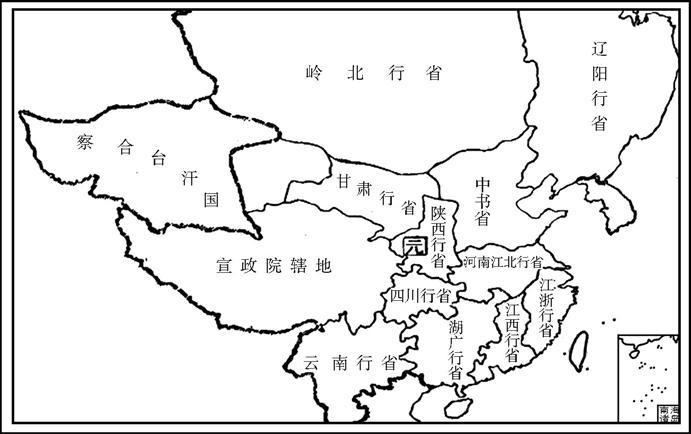 岭北行省
辽阳行省
察合台汗国
甘肃行省
中书省
陕西行省
元
宣政院辖地
河南江北行省
四川行省
江浙行省
江西行省
湖广行省
云南行省
南海
诸岛